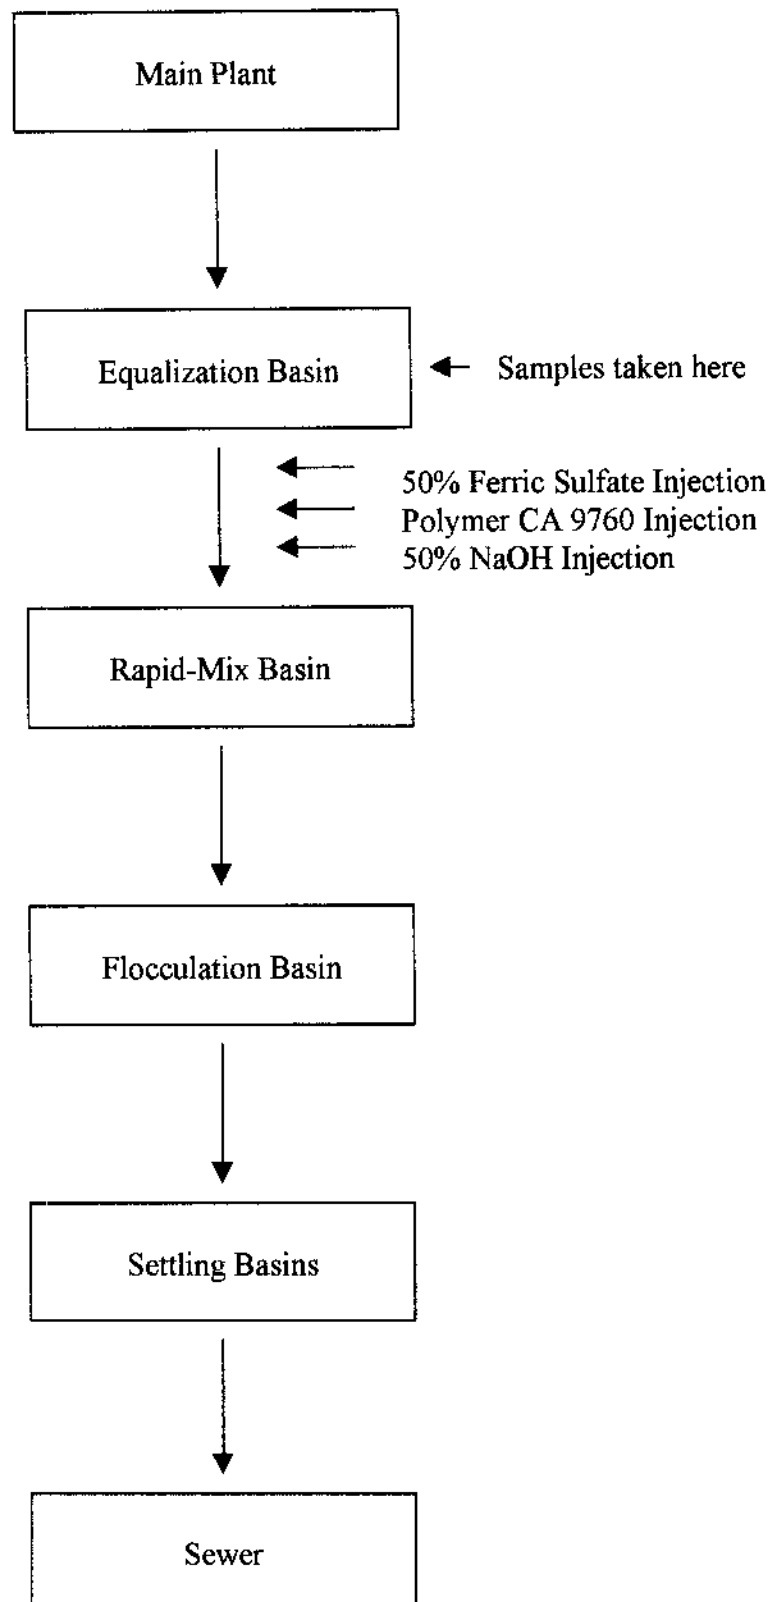 Main Plant
Equalization Basin
Samples taken here
50% Ferric Sulfate Injection
Polymer CA 9760 Injection
50% NaOH Injection
Rapid-Mix Basin
Flocculation Basin
Settling Basins
Sewer